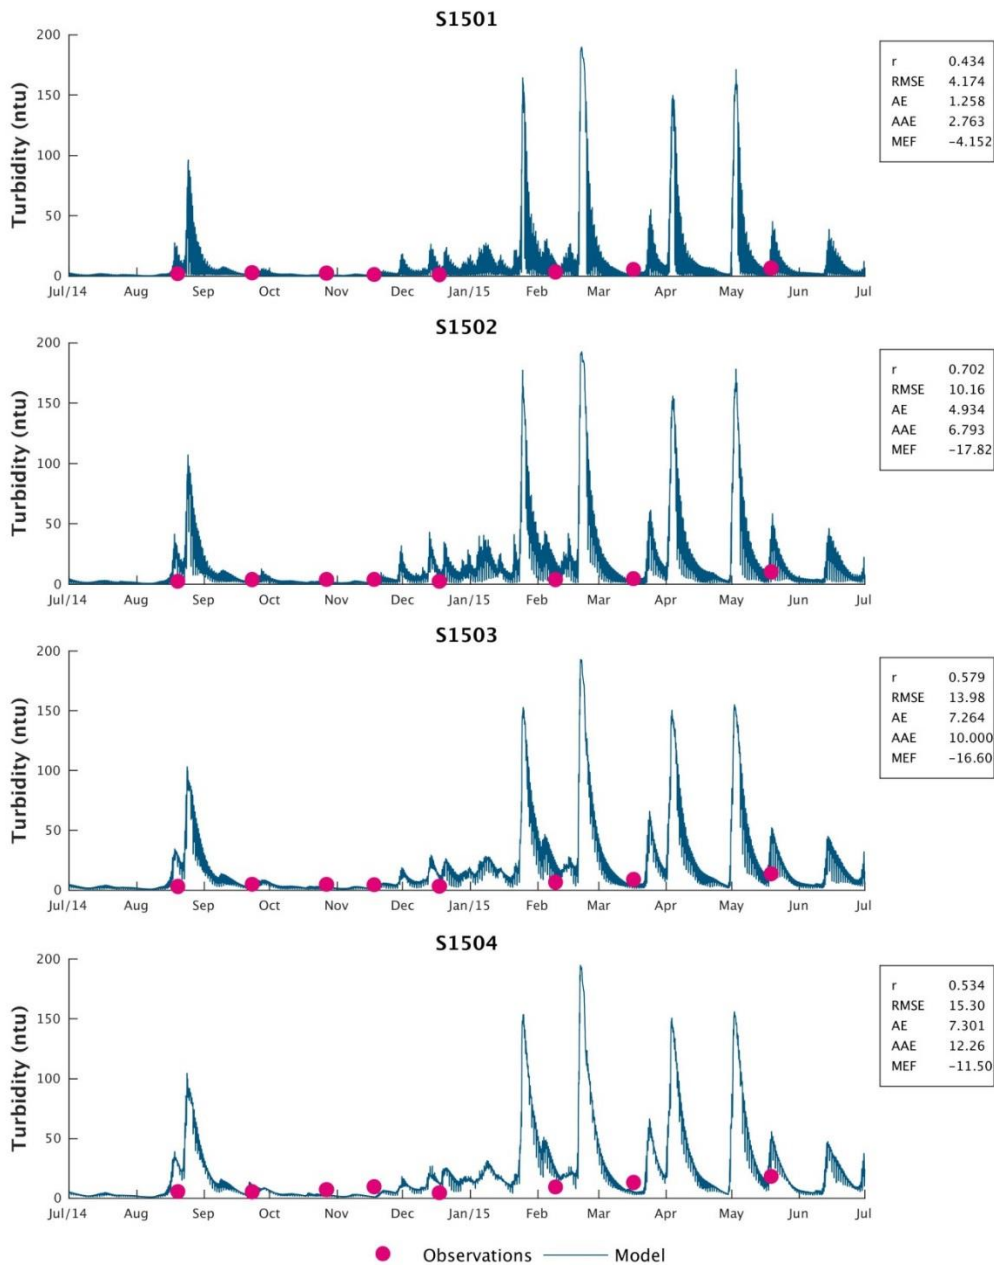 S1501
Turbidity (ntu)
200
150
100
50
0
Jul/14 Aug Sep Oct Nov Dec Jan/15 Feb Mar Apr May Jun Jul
r 0.434
RMSE 4.174
AE 1.258
AAE 2.763
MEF −4.152
S1502
Turbidity (ntu)
200
150
100
50
0
Jul/14 Aug Sep Oct Nov Dec Jan/15 Feb Mar Apr May Jun Jul
r 0.702
RMSE 10.16
AE 4.934
AAE 6.793
MEF −17.82
S1503
Turbidity (ntu)
200
150
100
50
0
Jul/14 Aug Sep Oct Nov Dec Jan/15 Feb Mar Apr May Jun Jul
r 0.579
RMSE 13.98
AE 7.264
AAE 10.000
MEF −16.60
S1504
Turbidity (ntu)
200
150
100
50
0
Jul/14 Aug Sep Oct Nov Dec Jan/15 Feb Mar Apr May Jun Jul
r 0.534
RMSE 15.30
AE 7.301
AAE 12.26
MEF −11.50
Observations Model